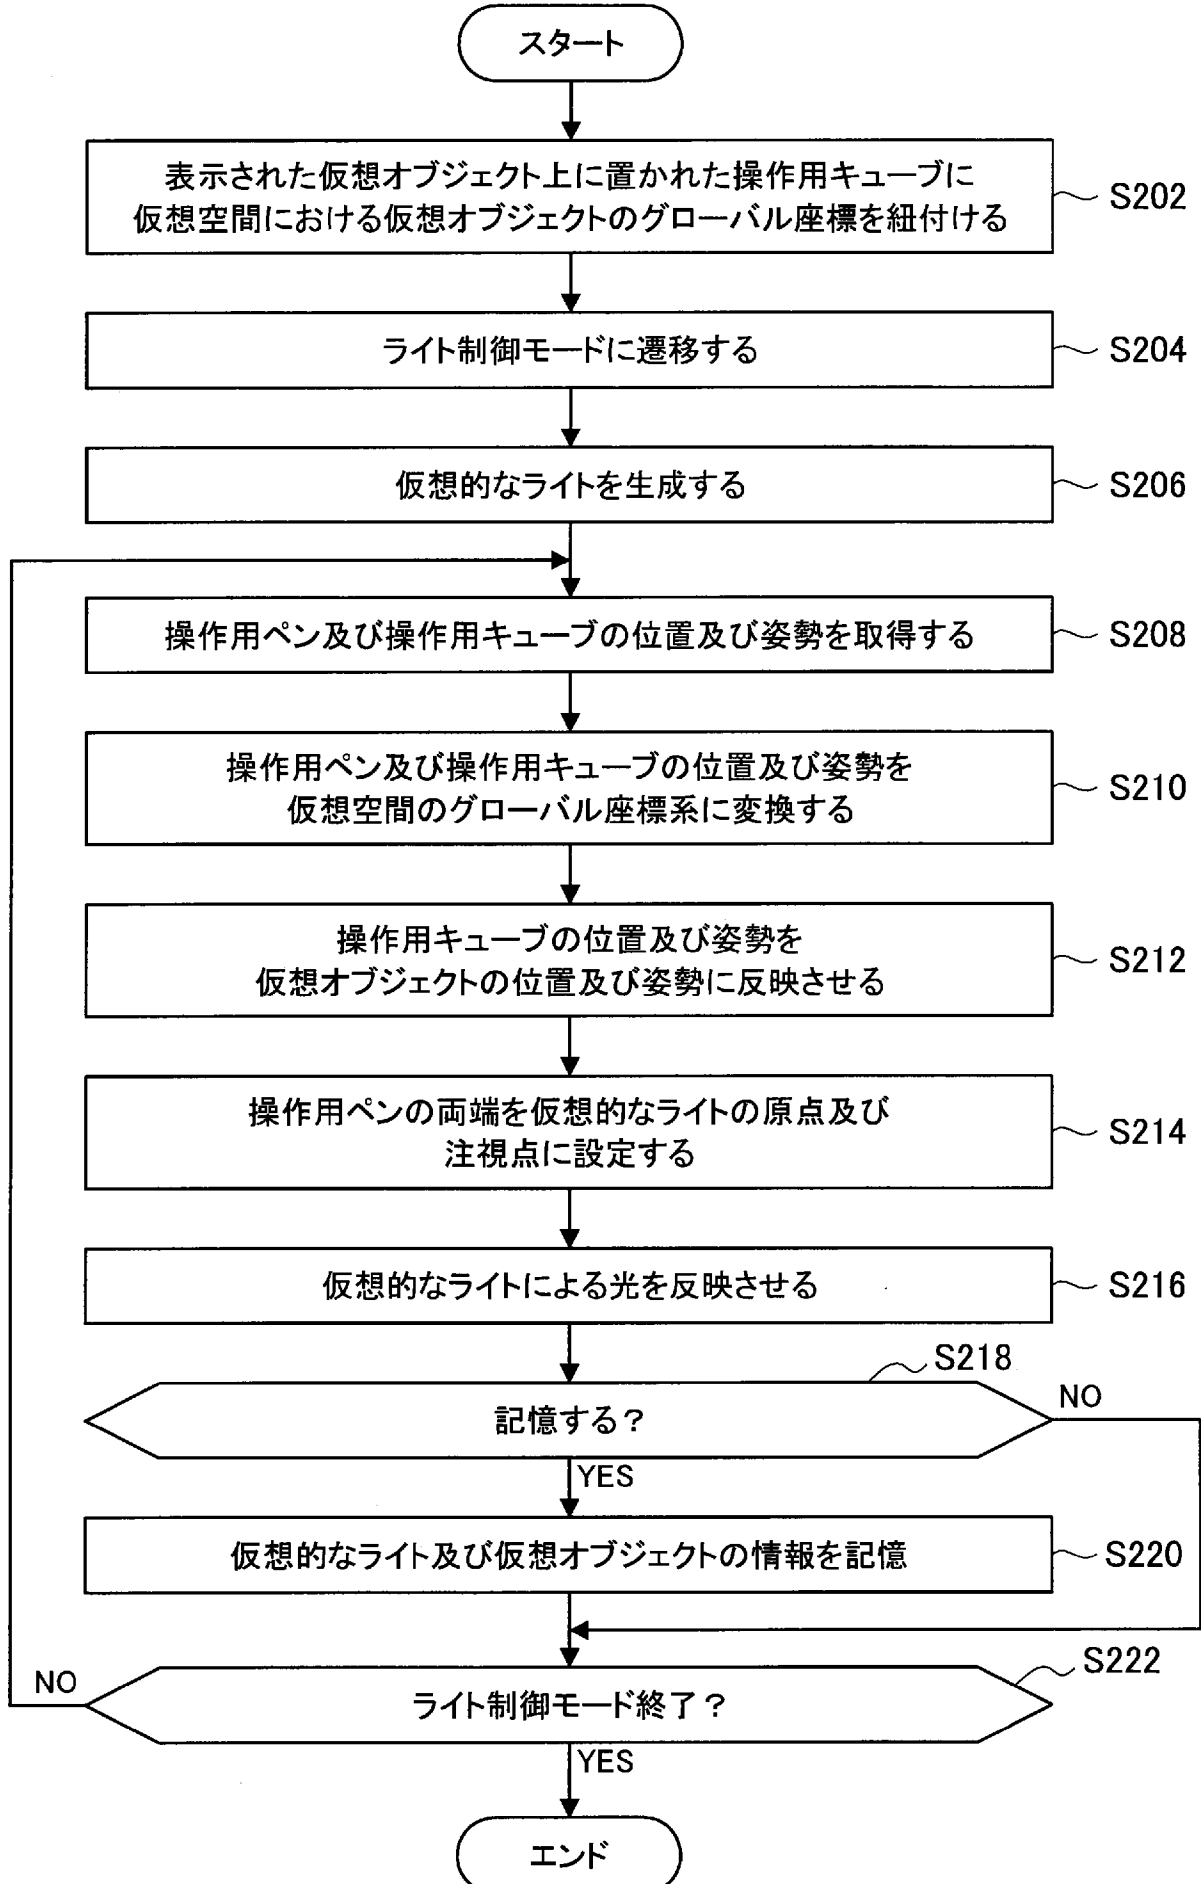 スタート
表示された仮想オブジェクト上に置かれた操作用キューブに
仮想空間における仮想オブジェクトのグローバル座標を紐付ける
S202
ライト制御モードに遷移する
S204
仮想的なライトを生成する
S206
操作用ペン及び操作用キューブの位置及び姿勢を取得する
S208
操作用ペン及び操作用キューブの位置及び姿勢を
仮想空間のグローバル座標系に変換する
S210
操作用キューブの位置及び姿勢を
仮想オブジェクトの位置及び姿勢に反映させる
S212
操作用ペンの両端を仮想的なライトの原点及び
注視点に設定する
S214
仮想的なライトによる光を反映させる
S216
S218
記憶する？
NO
YES
仮想的なライト及び仮想オブジェクトの情報を記憶
S220
S222
NO
ライト制御モード終了？
YES
エンド